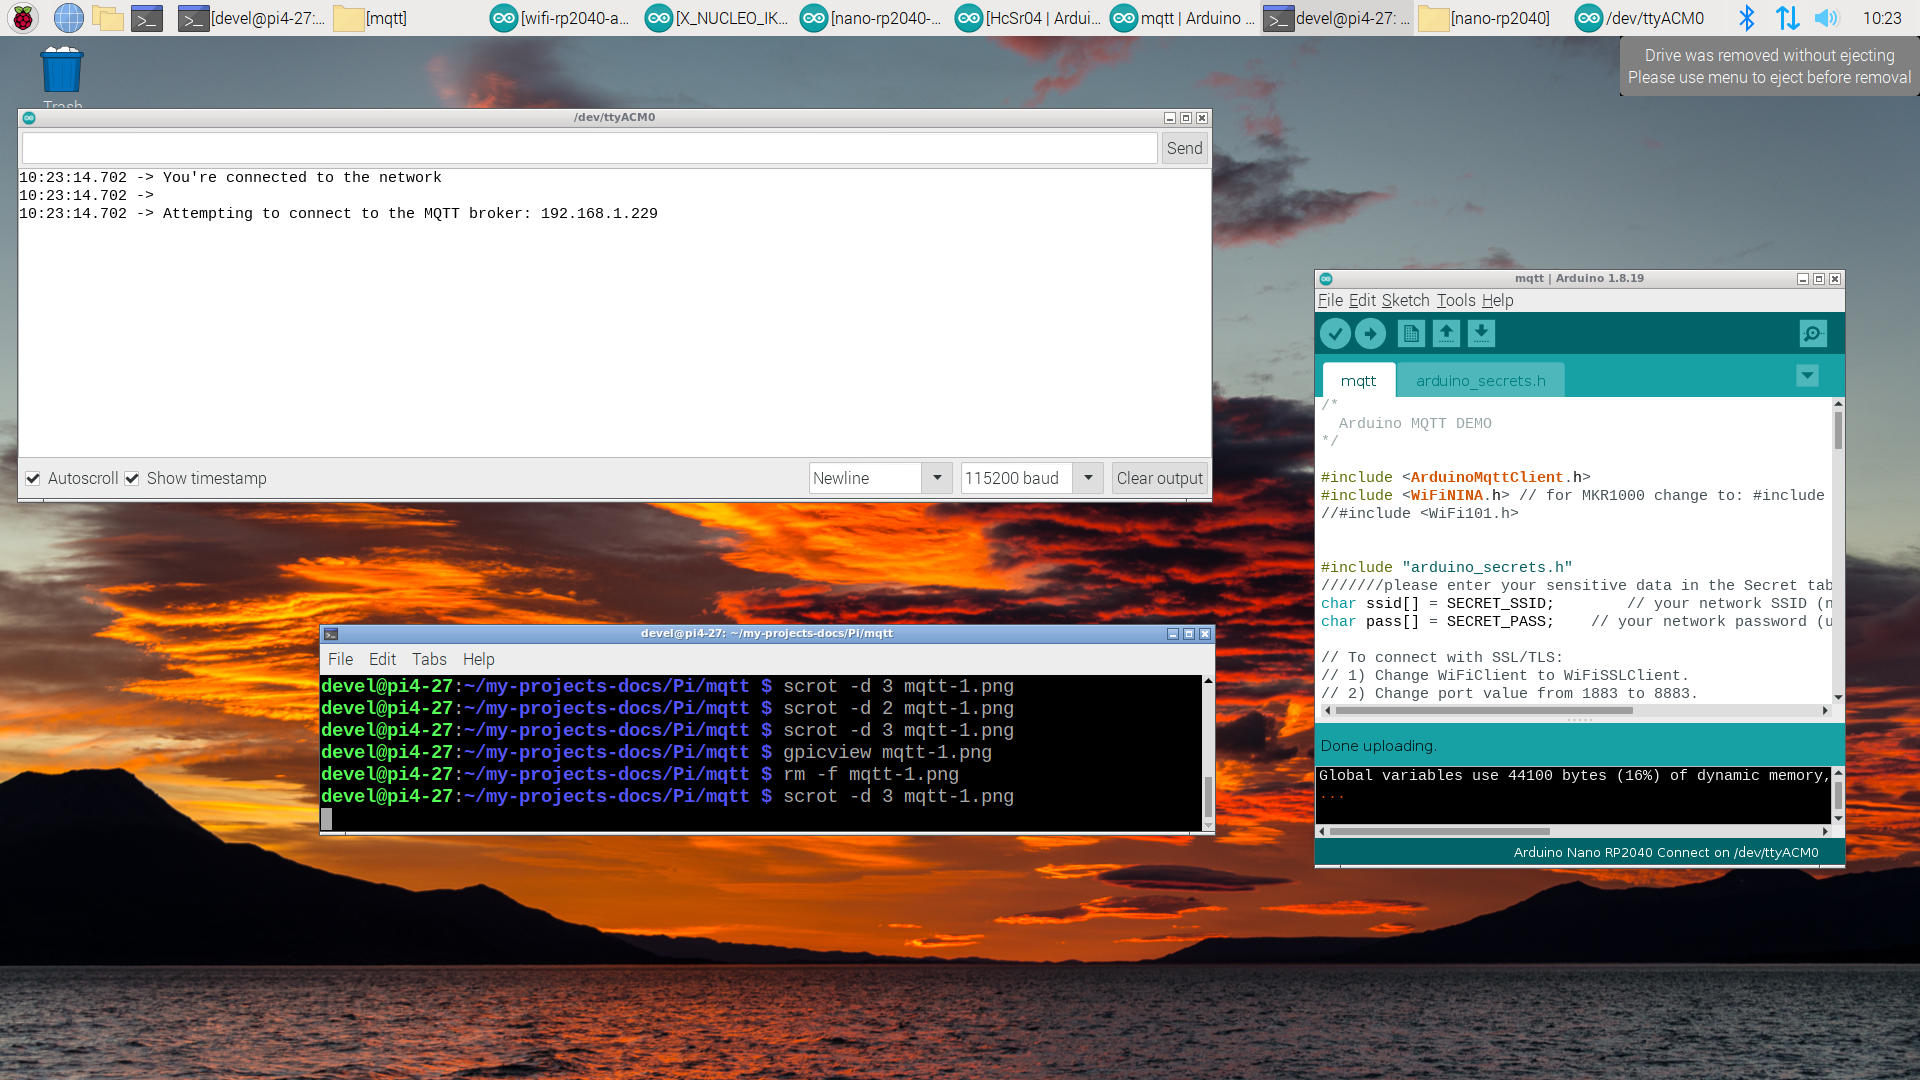 [devel@pi4-27:...
[mqtt]
[wifi-rp2040-a...
[X_NUCLEO_IK...
[nano-rp2040-...
[HcSr04 | Ardui...
mqtt | Arduino ...
devel@pi4-27: ...
[nano-rp2040]
/dev/ttyACM0
10:23
Drive was removed without ejecting
Please use menu to eject before removal
Trash
/dev/ttyACM0
Send
10:23:14.702 -> You're connected to the network
10:23:14.702 ->
10:23:14.702 -> Attempting to connect to the MQTT broker: 192.168.1.229
Autoscroll
Show timestamp
Newline
115200 baud
Clear output
mqtt | Arduino 1.8.19
File Edit Sketch Tools Help
mqtt
arduino_secrets.h
/*
Arduino MQTT DEMO
*/
#include <ArduinoMqttClient.h>
#include <WiFiNINA.h> // for MKR1000 change to: #include
//#include <WiFi101.h>
#include "arduino_secrets.h"
///////please enter your sensitive data in the Secret tab
char ssid[] = SECRET_SSID;        // your network SSID (n
char pass[] = SECRET_PASS;    // your network password (u
// To connect with SSL/TLS:
// 1) Change WiFiClient to WiFiSSLClient.
// 2) Change port value from 1883 to 8883.
Done uploading.
Global variables use 44100 bytes (16%) of dynamic memory,
...
Arduino Nano RP2040 Connect on /dev/ttyACM0
devel@pi4-27: ~/my-projects-docs/Pi/mqtt
File Edit Tabs Help
devel@pi4-27:~/my-projects-docs/Pi/mqtt $ scrot -d 3 mqtt-1.png
devel@pi4-27:~/my-projects-docs/Pi/mqtt $ scrot -d 2 mqtt-1.png
devel@pi4-27:~/my-projects-docs/Pi/mqtt $ scrot -d 3 mqtt-1.png
devel@pi4-27:~/my-projects-docs/Pi/mqtt $ gpicview mqtt-1.png
devel@pi4-27:~/my-projects-docs/Pi/mqtt $ rm -f mqtt-1.png
devel@pi4-27:~/my-projects-docs/Pi/mqtt $ scrot -d 3 mqtt-1.png